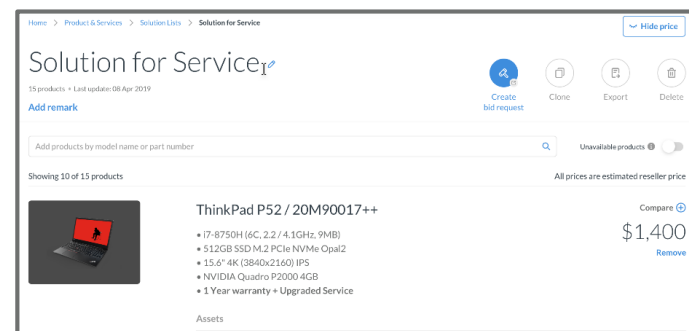 Home > Product & Services > Solution Lists > Solution for Service
Hide price
Solution for Service
15 products • Last update: 08 Apr 2019
Add remark
Create bid request
Clone
Export
Delete
Add products by model name or part number
Unavailable products
Showing 10 of 15 products
All prices are estimated reseller price
ThinkPad P52 / 20M90017++
Compare
• i7-8750H (6C, 2.2 / 4.1GHz, 9MB)
$1,400
• 512GB SSD M.2 PCIe NVMe Opal2
• 15.6" 4K (3840x2160) IPS
Remove
• NVIDIA Quadro P2000 4GB
• 1 Year warranty + Upgraded Service
Assets